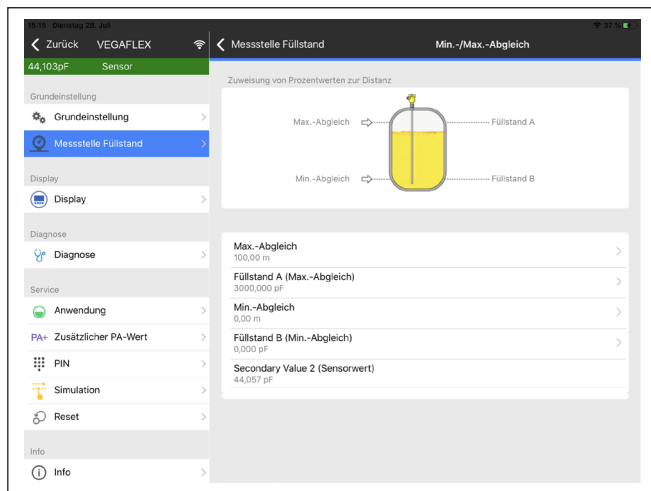 15:15 Dienstag 28. Juli
37 %
Zurück VEGAFLEX
44,103pF Sensor
Grundeinstellung
Grundeinstellung
Messstelle Füllstand
Display
Display
Diagnose
Diagnose
Service
Anwendung
PA+ Zusätzlicher PA-Wert
PIN
Simulation
Reset
Info
Info
Messstelle Füllstand
Min.-/Max.-Abgleich
Zuweisung von Prozentwerten zur Distanz
Max.-Abgleich
Füllstand A
Min.-Abgleich
Füllstand B
Max.-Abgleich
100,00 m
Füllstand A (Max.-Abgleich)
3000,000 pF
Min.-Abgleich
0,00 m
Füllstand B (Min.-Abgleich)
0,000 pF
Secondary Value 2 (Sensorwert)
44,057 pF